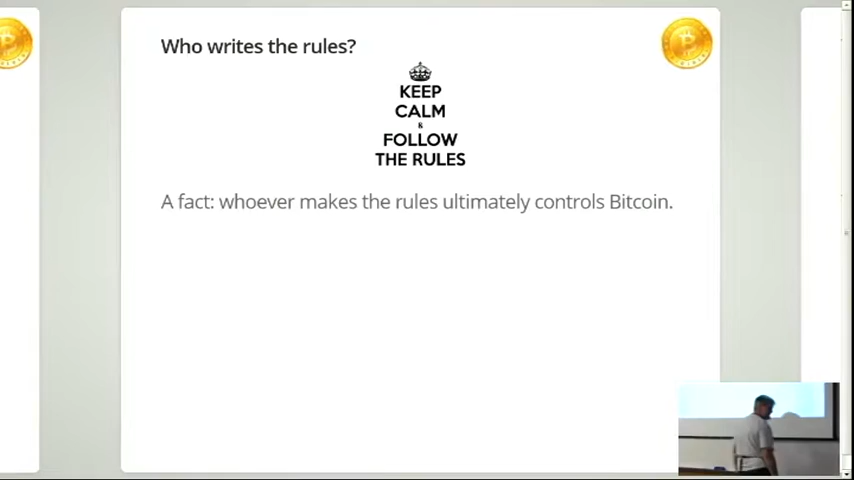 Who writes the rules?
KEEP
CALM
&
FOLLOW
THE RULES
A fact: whoever makes the rules ultimately controls Bitcoin.